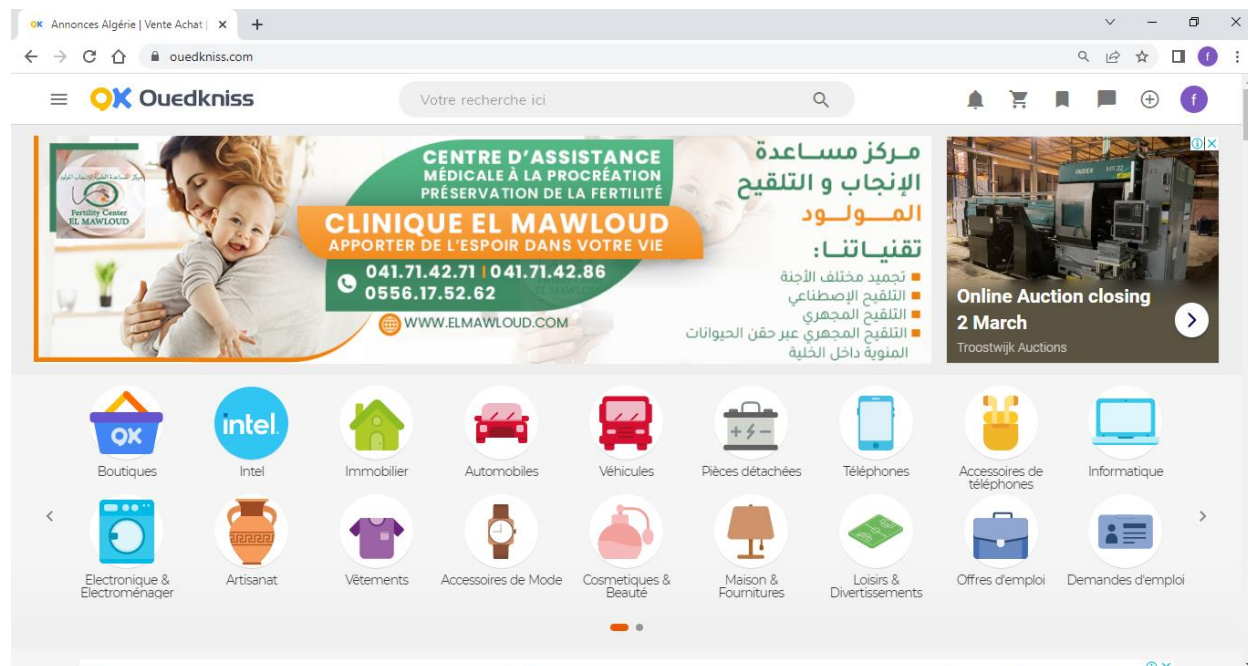 Annonces Algérie | Vente Achat |
ouedkniss.com
f
OK Ouedkniss
Votre recherche ici
f
Fertility Center
EL MAWLOUD
CENTRE D'ASSISTANCE
MÉDICALE À LA PROCRÉATION
PRÉSERVATION DE LA FERTILITÉ
CLINIQUE EL MAWLOUD
APPORTER DE L'ESPOIR DANS VOTRE VIE
041.71.42.71 | 041.71.42.86
0556.17.52.62
WWW.ELMAWLOUD.COM
مركز مساعدة
الإنجاب و التلقيح
المولود
تقنياتنا:
تجميد مختلف الأجنة
التلقيح الإصطناعي
التلقيح المجهري
التلقيح المجهري عبر حقن الحيوانات
المنوية داخل الخلية
INDEX
Online Auction closing
2 March
Troostwijk Auctions
OK
Boutiques
intel.
Intel
Immobilier
Automobiles
Véhicules
Pièces détachées
Téléphones
Accessoires de
téléphones
Informatique
Electronique &
Electroménager
Artisanat
Vêtements
Accessoires de Mode
Cosmetiques &
Beauté
Maison &
Fournitures
Loisirs &
Divertissements
Offres d'emploi
Demandes d'emploi